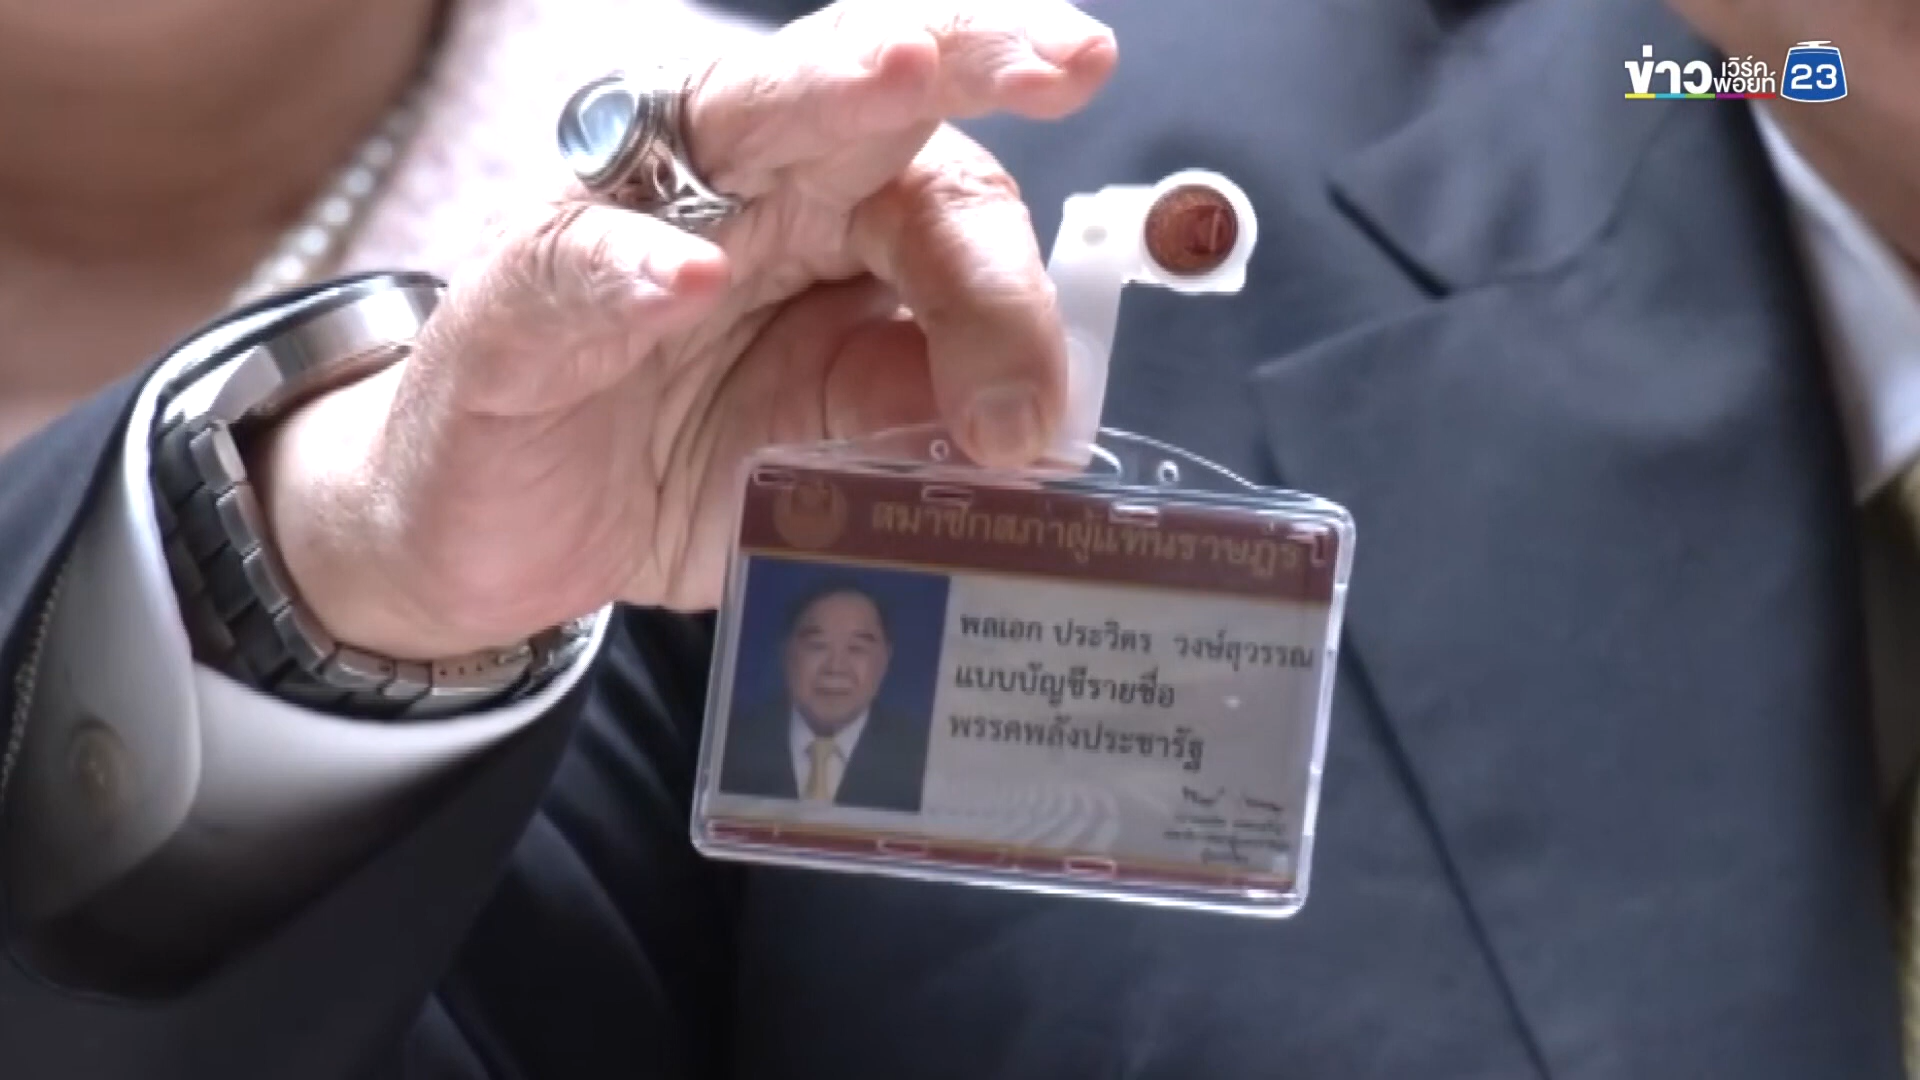 ข่าว เวิร์คพอยท์ 23
สมาชิกสภาผู้แทนราษฎร
พลเอก ประวิตร วงษ์สุวรรณ
แบบบัญชีรายชื่อ
พรรคพลังประชารัฐ